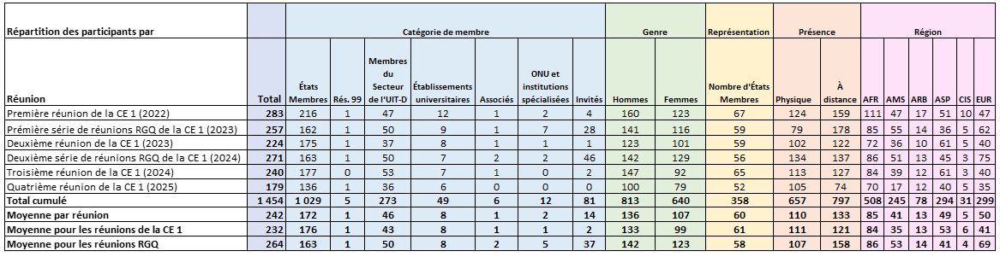 Répartition des participants par Catégorie de membre Genre Représentation Présence Région
Réunion Total États Membres Rés. 99 Membres du Secteur de l'UIT-D Établissements universitaires Associés ONU et institutions spécialisées Invités Hommes Femmes Nombre d'États Membres Physique À distance AFR AMS ARB ASP CIS EUR
Première réunion de la CE 1 (2022) 283 216 1 47 12 1 2 4 160 123 67 124 159 111 47 17 51 10 47
Prémière série de réunions RGQ de la CE 1 (2023) 257 162 1 50 9 1 7 28 141 116 59 79 178 85 55 14 36 5 62
Deuxième réunion de la CE 1 (2023) 224 175 1 37 8 1 1 1 123 101 59 102 122 72 36 10 61 5 40
Deuxième série de réunions RGQ de la CE 1 (2024) 271 163 1 50 7 2 2 46 142 129 56 134 137 86 51 13 45 3 75
Troisième réunion de la CE 1 (2024) 240 177 0 53 7 1 0 2 147 92 65 113 127 84 39 12 61 3 40
Quatrième réunion de la CE 1 (2025) 179 136 1 36 6 0 0 0 100 79 52 105 74 70 17 12 40 5 35
Total cumulé 1 454 1 029 5 273 49 6 12 81 813 640 358 657 797 508 245 78 294 31 299
Moyenne par réunion 242 172 1 46 8 1 2 14 136 107 60 110 133 85 41 13 49 5 50
Moyenne pour les réunions de la CE 1 232 176 1 43 8 1 1 2 133 99 61 111 121 84 35 13 53 6 41
Moyenne pour les réunions RGQ 264 163 1 50 8 2 5 37 142 123 58 107 158 86 53 14 41 4 69